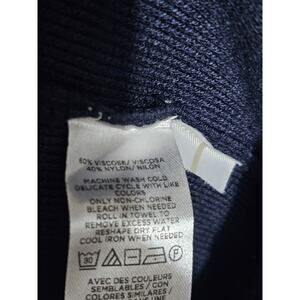 60% VISCOSE/ VISCOSA
40% NYLON/ NILON
MACHINE WASH COLD
DELICATE CYCLE WITH LIKE
COLORS
ONLY NON-CHLORINE
BLEACH WHEN NEEDED
ROLL IN TOWEL TO
REMOVE EXCESS WATER
RESHAPE DRY FLAT
COOL IRON WHEN NEEDED
30
AVEC DES COULEURS
SEMBLABLES / CON
COLORES SIMILARES /